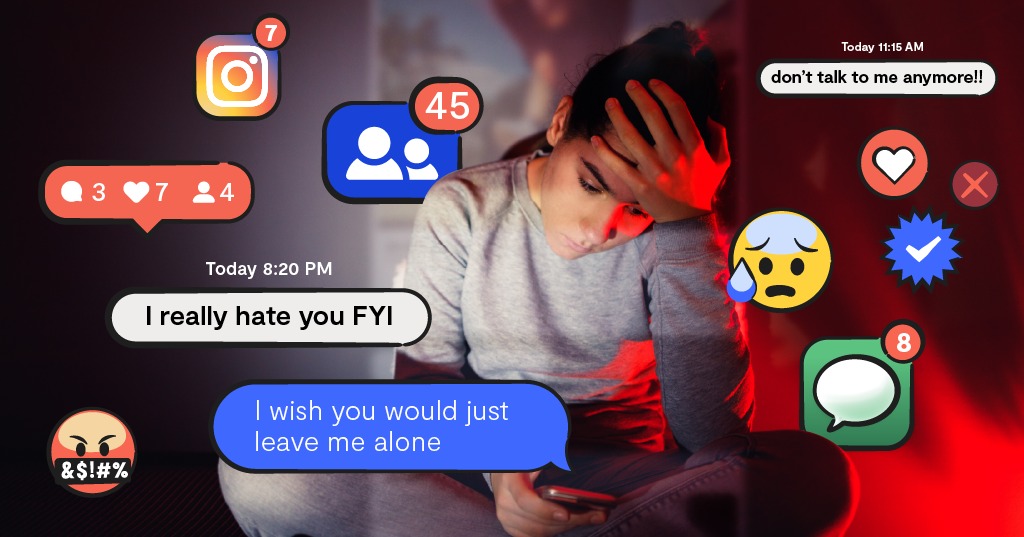 7
45
Today 11:15 AM
don't talk to me anymore!!
3 7 4
Today 8:20 PM
I really hate you FYI
8
I wish you would just
leave me alone
&$!#%